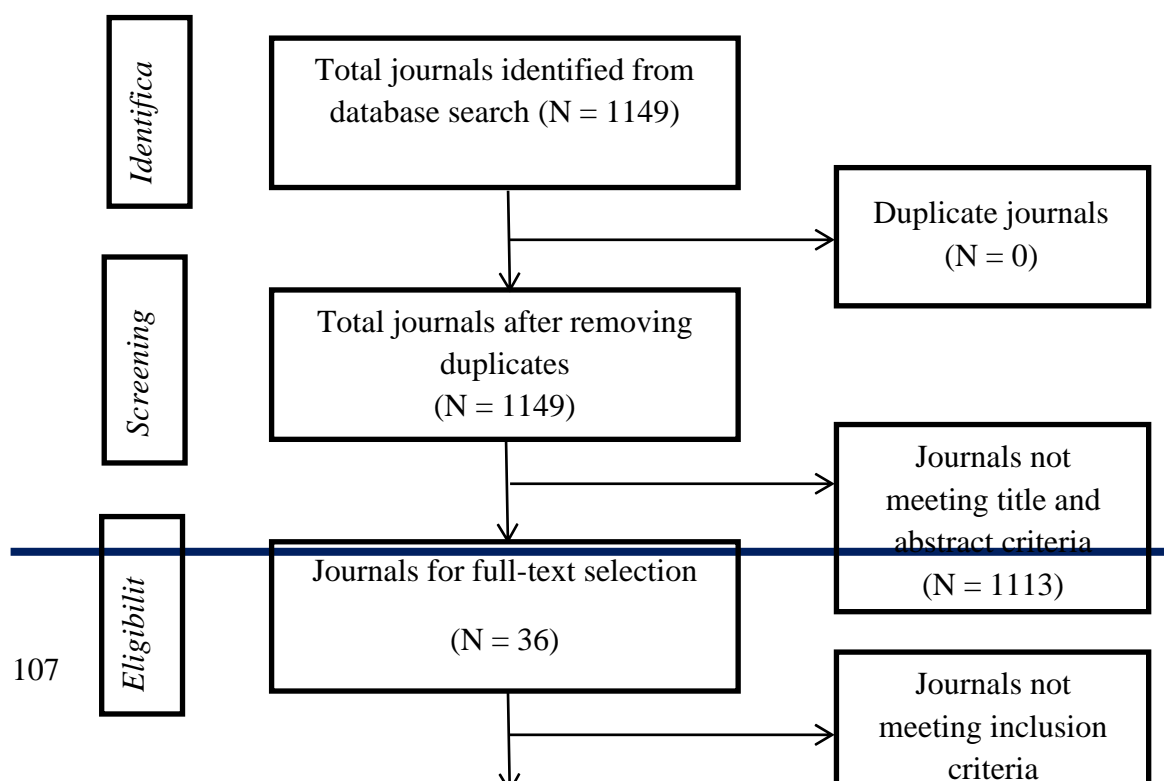 Identifica
Total journals identified from
database search (N = 1149)
Duplicate journals
(N = 0)
Screening
Total journals after removing
duplicates
(N = 1149)
Journals not
meeting title and
abstract criteria
(N = 1113)
Eligibilit
Journals for full-text selection
(N = 36)
107
Journals not
meeting inclusion
criteria